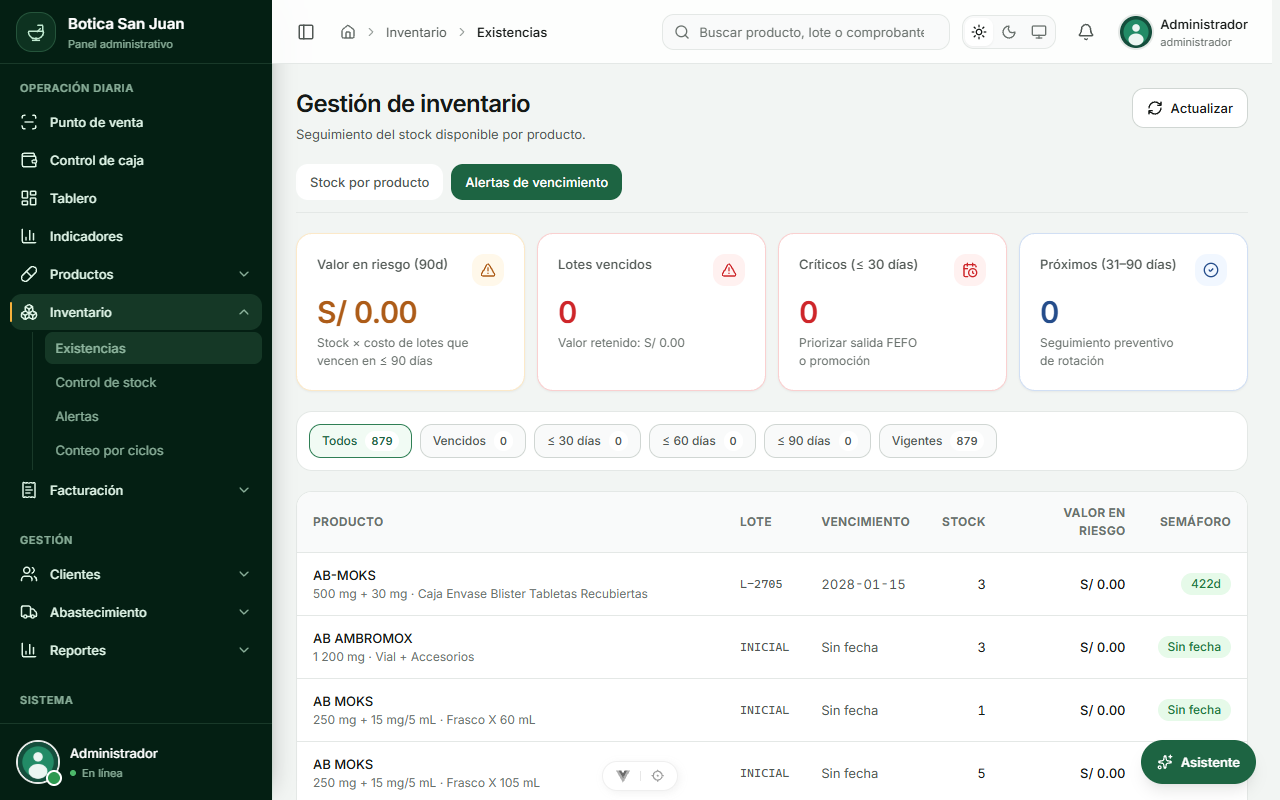 Botica San Juan
Panel administrativo
OPERACIÓN DIARIA
Punto de venta
Control de caja
Tablero
Indicadores
Productos
Inventario
Existencias
Control de stock
Alertas
Conteo por ciclos
Facturación
GESTIÓN
Clientes
Abastecimiento
Reportes
SISTEMA
Administrador
En línea
Inventario
Existencias
Buscar producto, lote o comprobante
Administrador
administrador
Gestión de inventario
Seguimiento del stock disponible por producto.
Actualizar
Stock por producto
Alertas de vencimiento
Valor en riesgo (90d)
S/ 0.00
Stock × costo de lotes que
vencen en ≤ 90 días
Lotes vencidos
0
Valor retenido: S/ 0.00
Críticos (≤ 30 días)
0
Priorizar salida FEFO
o promoción
Próximos (31–90 días)
0
Seguimiento preventivo
de rotación
Todos 879
Vencidos 0
≤ 30 días 0
≤ 60 días 0
≤ 90 días 0
Vigentes 879
PRODUCTO LOTE VENCIMIENTO STOCK VALOR EN RIESGO SEMÁFORO
AB-MOKS L-2705 2028-01-15 3 S/ 0.00 422d
500 mg + 30 mg · Caja Envase Blister Tabletas Recubiertas
AB AMBROMOX INICIAL Sin fecha 3 S/ 0.00 Sin fecha
1 200 mg · Vial + Accesorios
AB MOKS INICIAL Sin fecha 1 S/ 0.00 Sin fecha
250 mg + 15 mg/5 mL · Frasco X 60 mL
AB MOKS INICIAL Sin fecha 5 S/ 0.00
250 mg + 15 mg/5 mL · Frasco X 105 mL
Asistente